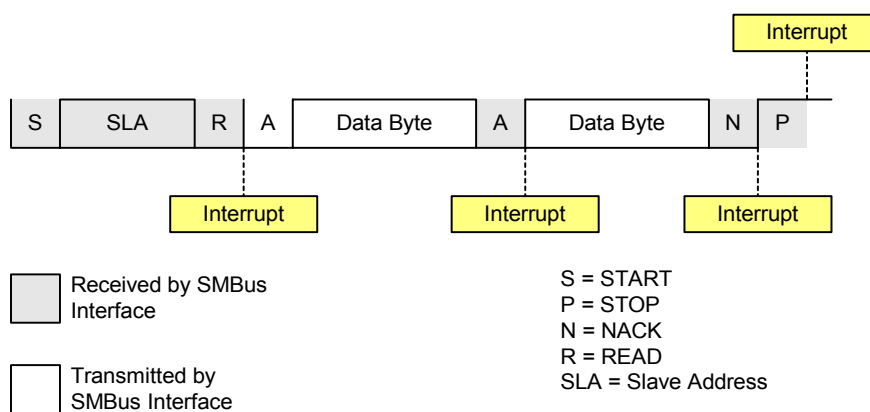 Interrupt
S SLA R A Data Byte A Data Byte N P
Interrupt Interrupt Interrupt
Received by SMBus
Interface
Transmitted by
SMBus Interface
S = START
P = STOP
N = NACK
R = READ
SLA = Slave Address